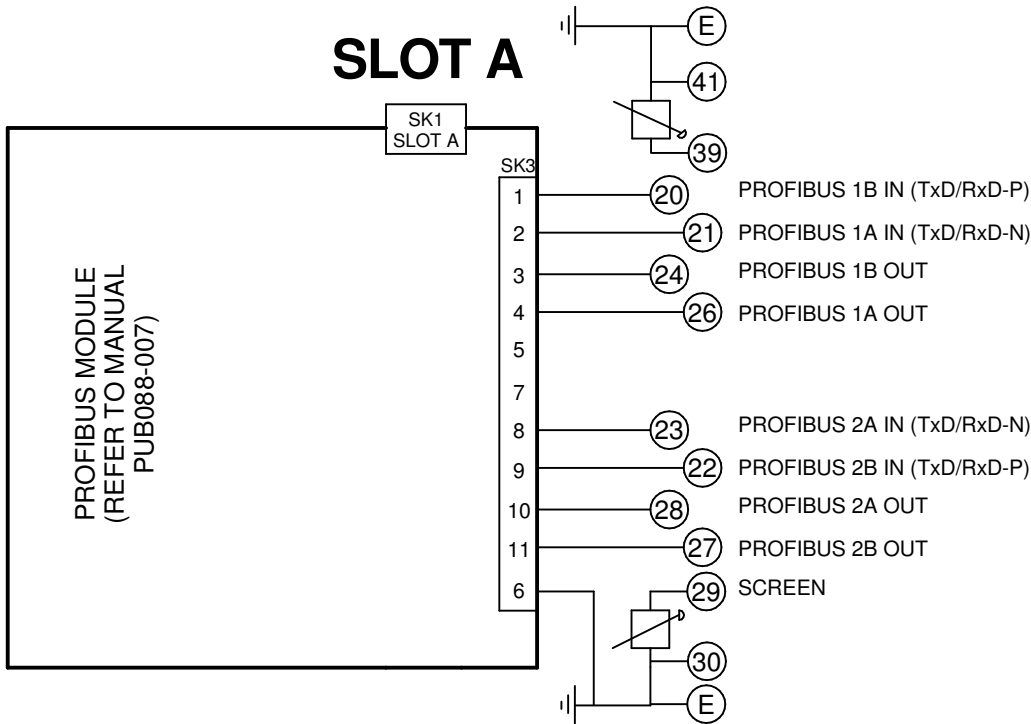 SLOT A
E
41
39
SK1
SLOT A
SK3
1
20
PROFIBUS 1B IN (TxD/RxD-P)
2
21
PROFIBUS 1A IN (TxD/RxD-N)
3
24
PROFIBUS 1B OUT
4
26
PROFIBUS 1A OUT
5
7
8
23
PROFIBUS 2A IN (TxD/RxD-N)
9
22
PROFIBUS 2B IN (TxD/RxD-P)
10
28
PROFIBUS 2A OUT
11
27
PROFIBUS 2B OUT
6
29
SCREEN
30
E
PROFIBUS MODULE
(REFER TO MANUAL
PUB088-007)